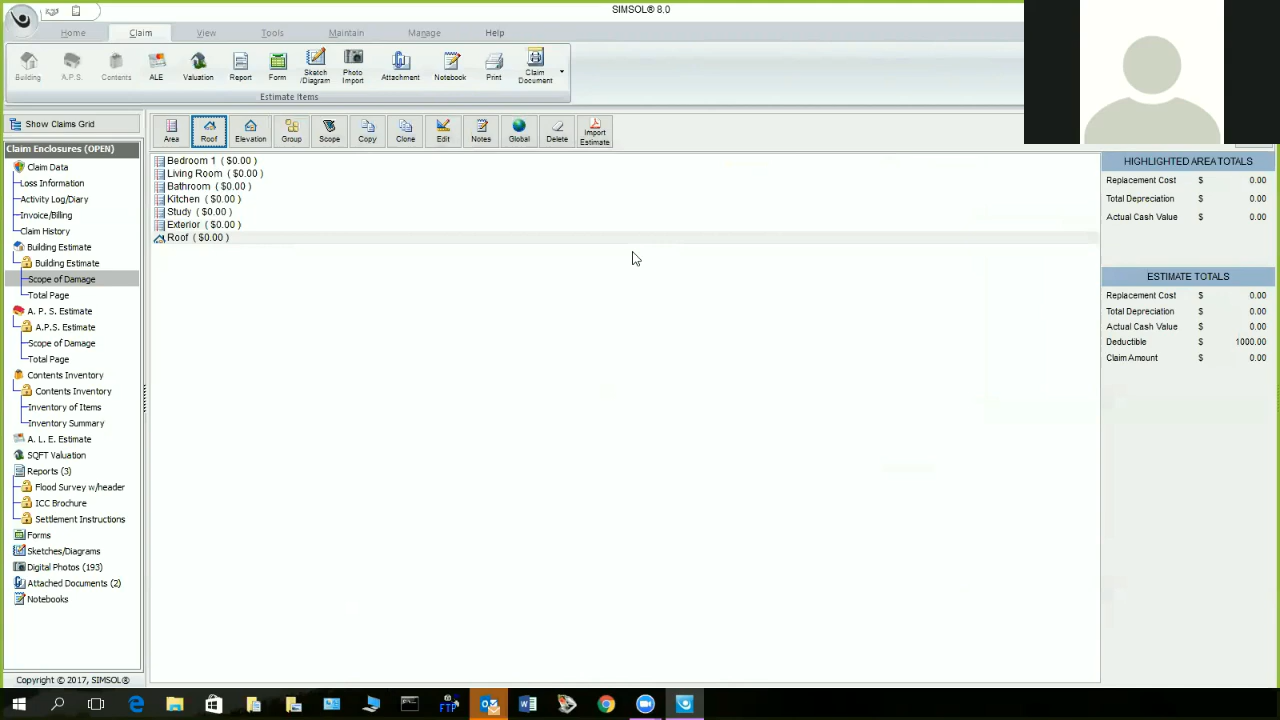 SIMSOL® 8.0
Home Claim View Tools Maintain Manage Help
Building A.P.S. Contents ALE Valuation Report Form Sketch /Diagram Photo Import Attachment Notebook Print Claim Document
Estimate Items
Show Claims Grid
Claim Enclosures (OPEN)
Claim Data
Loss Information
Activity Log/Diary
Invoice/Billing
Claim History
Building Estimate
Building Estimate
Scope of Damage
Total Page
A. P. S. Estimate
A.P.S. Estimate
Scope of Damage
Total Page
Contents Inventory
Contents Inventory
Inventory of Items
Inventory Summary
A. L. E. Estimate
SQFT Valuation
Reports (3)
Flood Survey w/header
ICC Brochure
Settlement Instructions
Forms
Sketches/Diagrams
Digital Photos (193)
Attached Documents (2)
Notebooks
Copyright © 2017, SIMSOL®
Area Roof Elevation Group Scope Copy Clone Edit Notes Global Delete Import Estimate
Bedroom 1 ( $0.00 )
Living Room ( $0.00 )
Bathroom ( $0.00 )
Kitchen ( $0.00 )
Study ( $0.00 )
Exterior ( $0.00 )
Roof ( $0.00 )
HIGHLIGHTED AREA TOTALS
Replacement Cost $ 0.00
Total Depreciation $ 0.00
Actual Cash Value $ 0.00
ESTIMATE TOTALS
Replacement Cost $ 0.00
Total Depreciation $ 0.00
Actual Cash Value $ 0.00
Deductible $ 1000.00
Claim Amount $ 0.00
FTP